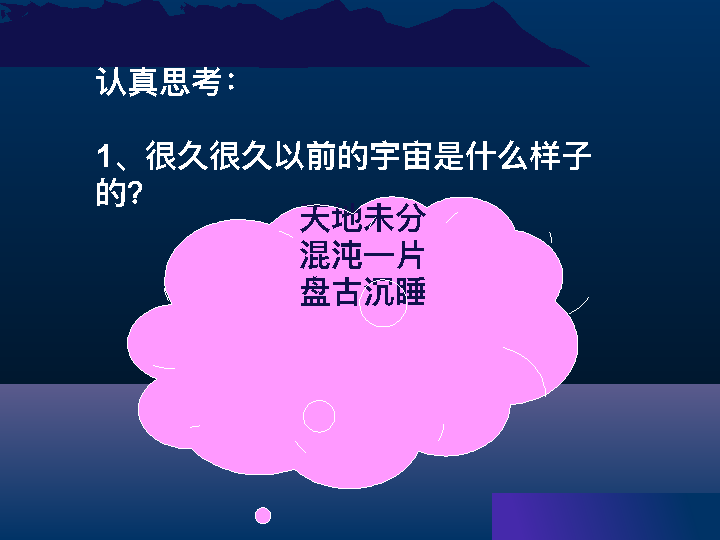 认真思考：
1、很久很久以前的宇宙是什么样子
的？
天地未分
混沌一片
盘古沉睡